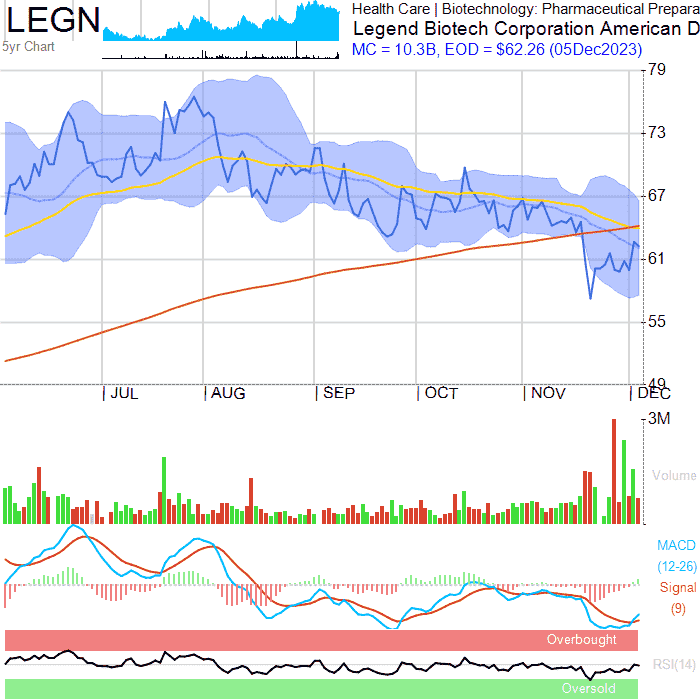 LEGN
5yr Chart
Health Care | Biotechnology: Pharmaceutical Prepara
Legend Biotech Corporation American D
MC = 10.3B, EOD = $62.26 (05Dec2023)
79
73
67
61
55
49
JUL
AUG
SEP
OCT
NOV
DEC
3M
Volume
MACD
(12-26)
Signal
(9)
Overbought
RSI(14)
Oversold